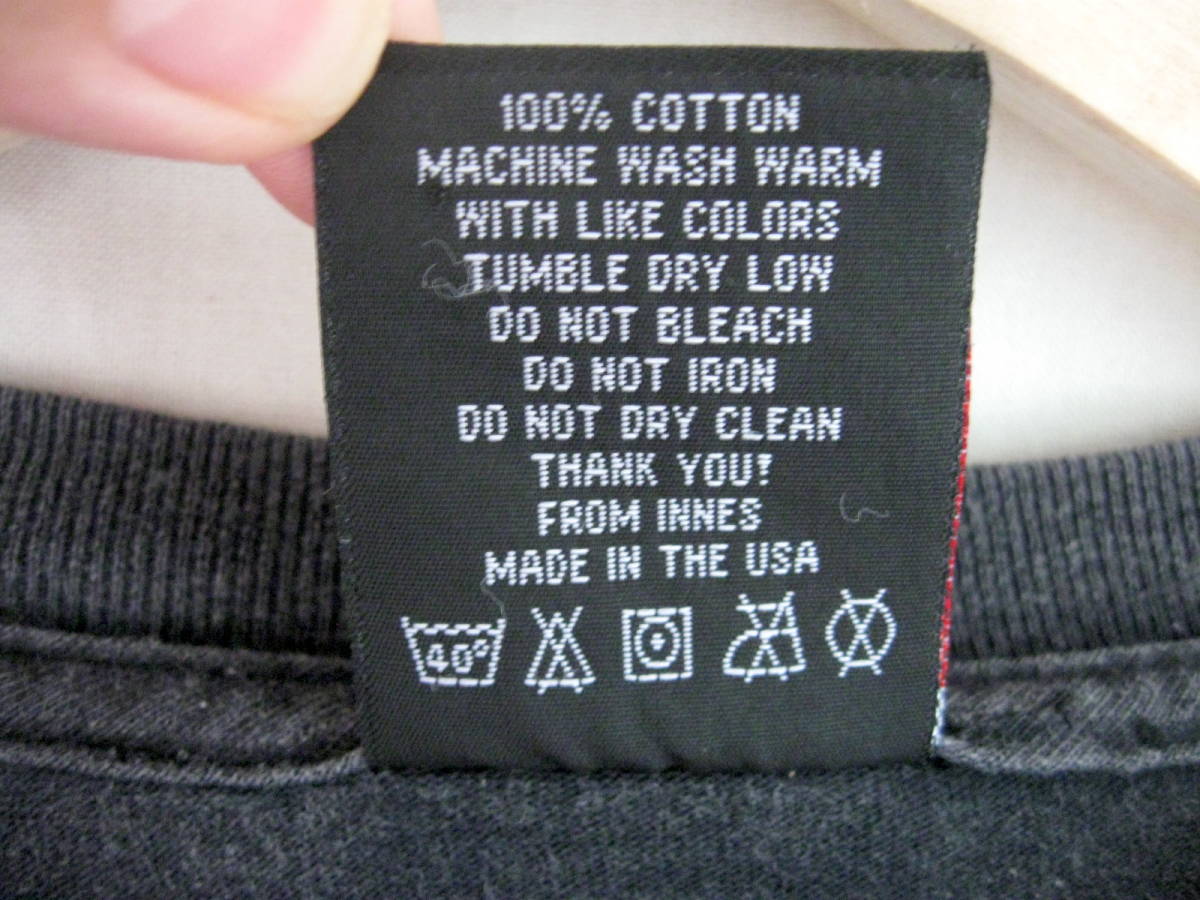 100% COTTON
MACHINE WASH WARM
WITH LIKE COLORS
TUMBLE DRY LOW
DO NOT BLEACH
DO NOT IRON
DO NOT DRY CLEAN
THANK YOU!
FROM INNES
MADE IN THE USA
40°